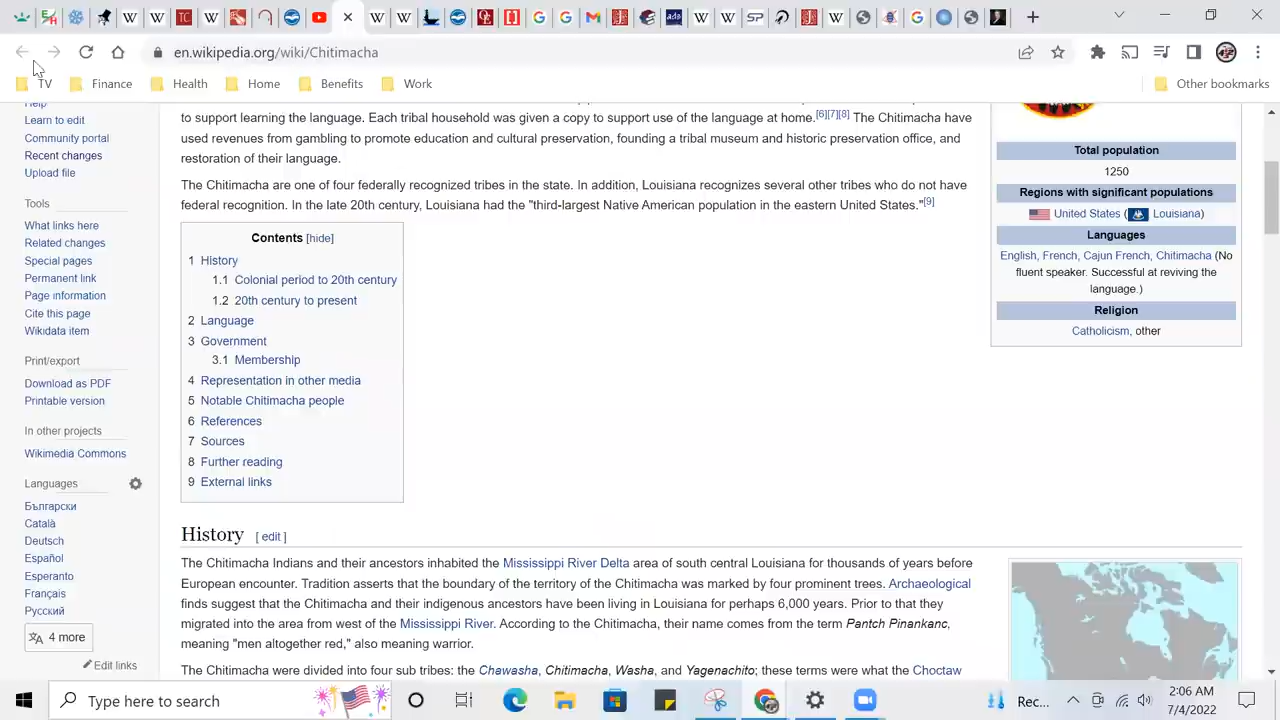 en.wikipedia.org/wiki/Chitimacha
TV
Finance
Health
Home
Benefits
Work
Other bookmarks
Help
Learn to edit
Community portal
Recent changes
Upload file
Tools
What links here
Related changes
Special pages
Permanent link
Page information
Cite this page
Wikidata item
Print/export
Download as PDF
Printable version
In other projects
Wikimedia Commons
Languages
Български
Català
Deutsch
Español
Esperanto
Français
Русский
4 more
Edit links
to support learning the language. Each tribal household was given a copy to support use of the language at home.[6][7][8] The Chitimacha have
used revenues from gambling to promote education and cultural preservation, founding a tribal museum and historic preservation office, and
restoration of their language.
The Chitimacha are one of four federally recognized tribes in the state. In addition, Louisiana recognizes several other tribes who do not have
federal recognition. In the late 20th century, Louisiana had the "third-largest Native American population in the eastern United States."[9]
Contents [hide]
1 History
1.1 Colonial period to 20th century
1.2 20th century to present
2 Language
3 Government
3.1 Membership
4 Representation in other media
5 Notable Chitimacha people
6 References
7 Sources
8 Further reading
9 External links
History [ edit ]
The Chitimacha Indians and their ancestors inhabited the Mississippi River Delta area of south central Louisiana for thousands of years before
European encounter. Tradition asserts that the boundary of the territory of the Chitimacha was marked by four prominent trees. Archaeological
finds suggest that the Chitimacha and their indigenous ancestors have been living in Louisiana for perhaps 6,000 years. Prior to that they
migrated into the area from west of the Mississippi River. According to the Chitimacha, their name comes from the term Pantch Pinankanc,
meaning "men altogether red," also meaning warrior.
The Chitimacha were divided into four sub tribes: the Chawasha, Chitimacha, Washa, and Yagenachito; these terms were what the Choctaw
Total population
1250
Regions with significant populations
United States (Louisiana)
Languages
English, French, Cajun French, Chitimacha (No
fluent speaker. Successful at reviving the
language.)
Religion
Catholicism, other
Type here to search
Rec...
2:06 AM
7/4/2022